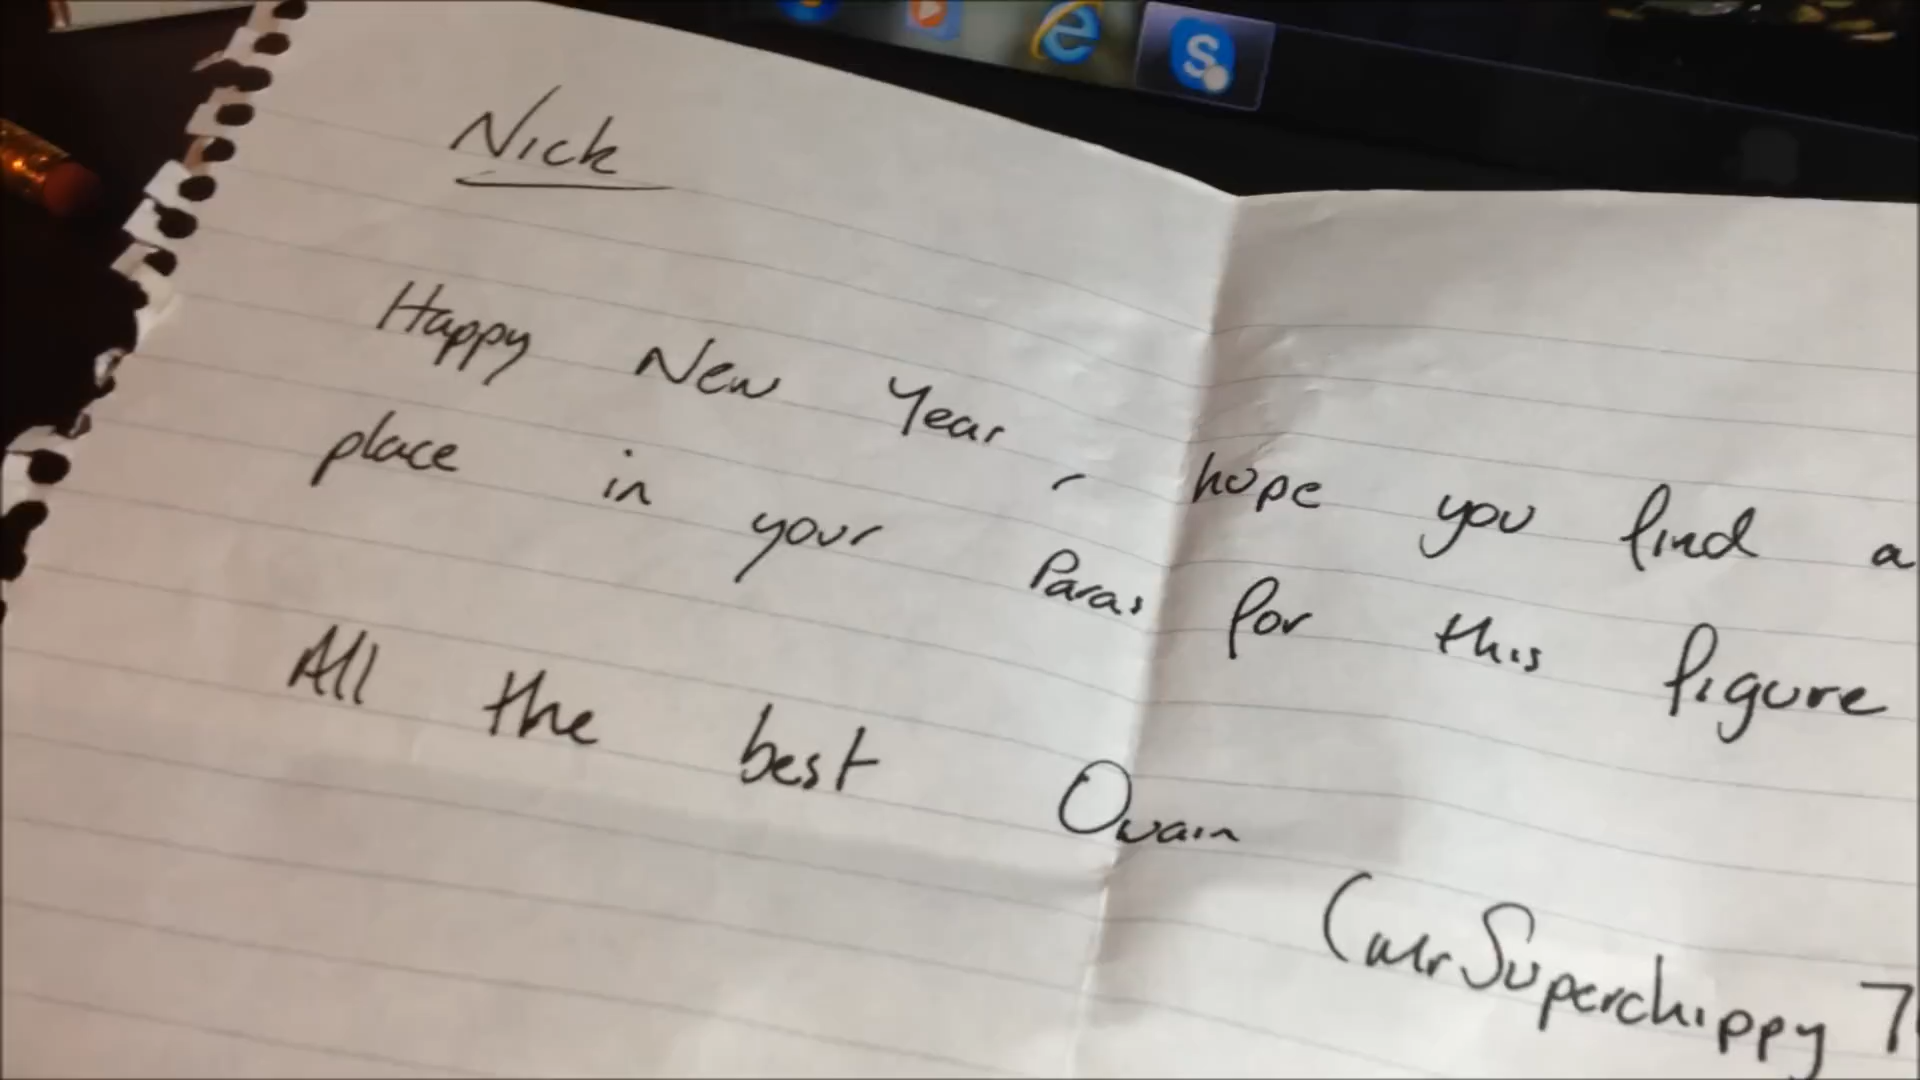 Nick
Happy New Year - hope you find a
place in your Paras for this figure
All the best Owain
(MrSuperchippy 7